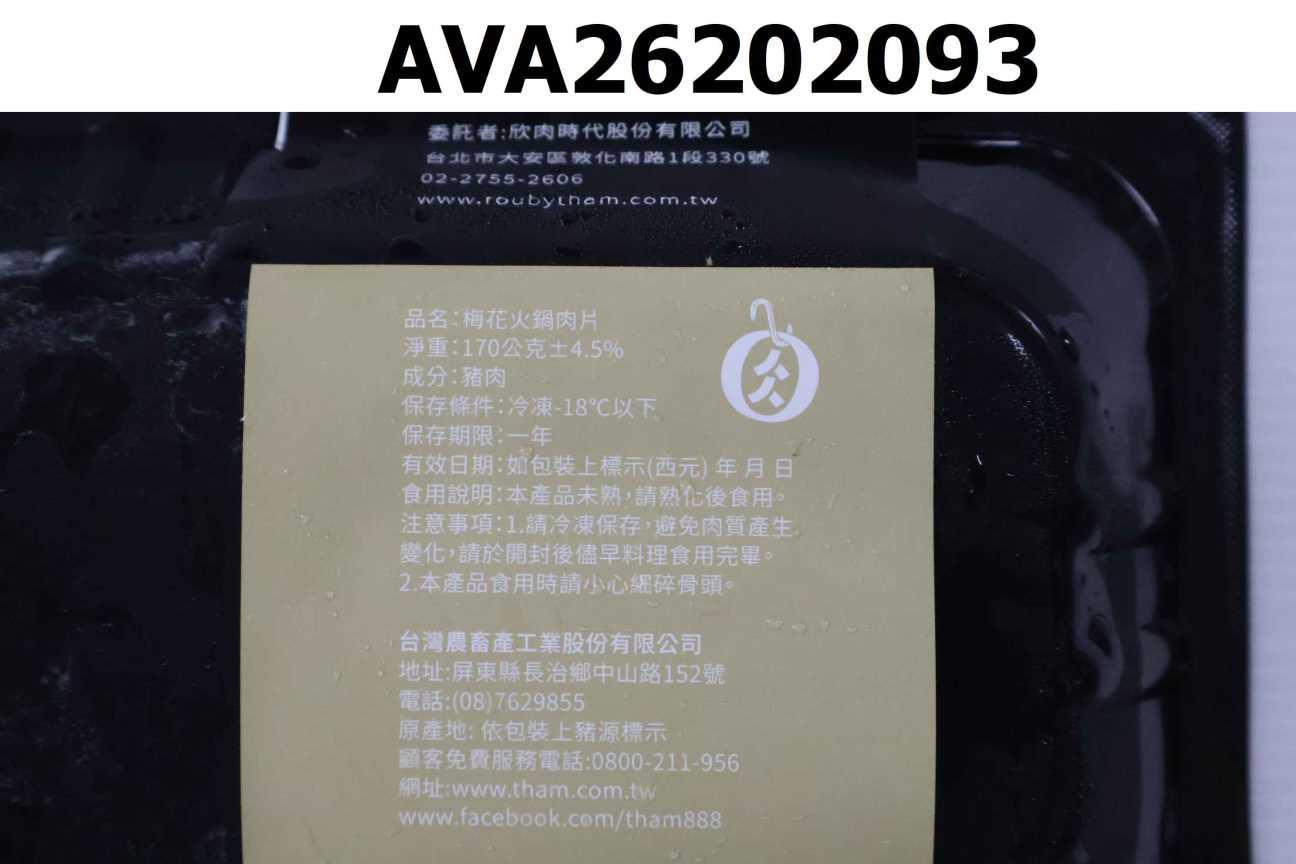 AVA26202093
委託者:欣肉時代股份有限公司
台北市大安區敦化南路1段330號
02-2755-2606
www.roubytham.com.tw
品名:梅花火鍋肉片
淨重:170公克±4.5%
成分:豬肉
保存條件:冷凍-18℃以下
保存期限:一年
有效日期:如包裝上標示(西元) 年 月 日
食用說明:本產品未熟,請熟化後食用。
注意事項:1.請冷凍保存,避免肉質產生
變化,請於開封後儘早料理食用完畢。
2.本產品食用時請小心細碎骨頭。
台灣農畜產工業股份有限公司
地址:屏東縣長治鄉中山路152號
電話:(08)7629855
原產地: 依包裝上豬源標示
顧客免費服務電話:0800-211-956
網址:www.tham.com.tw
www.facebook.com/tham888